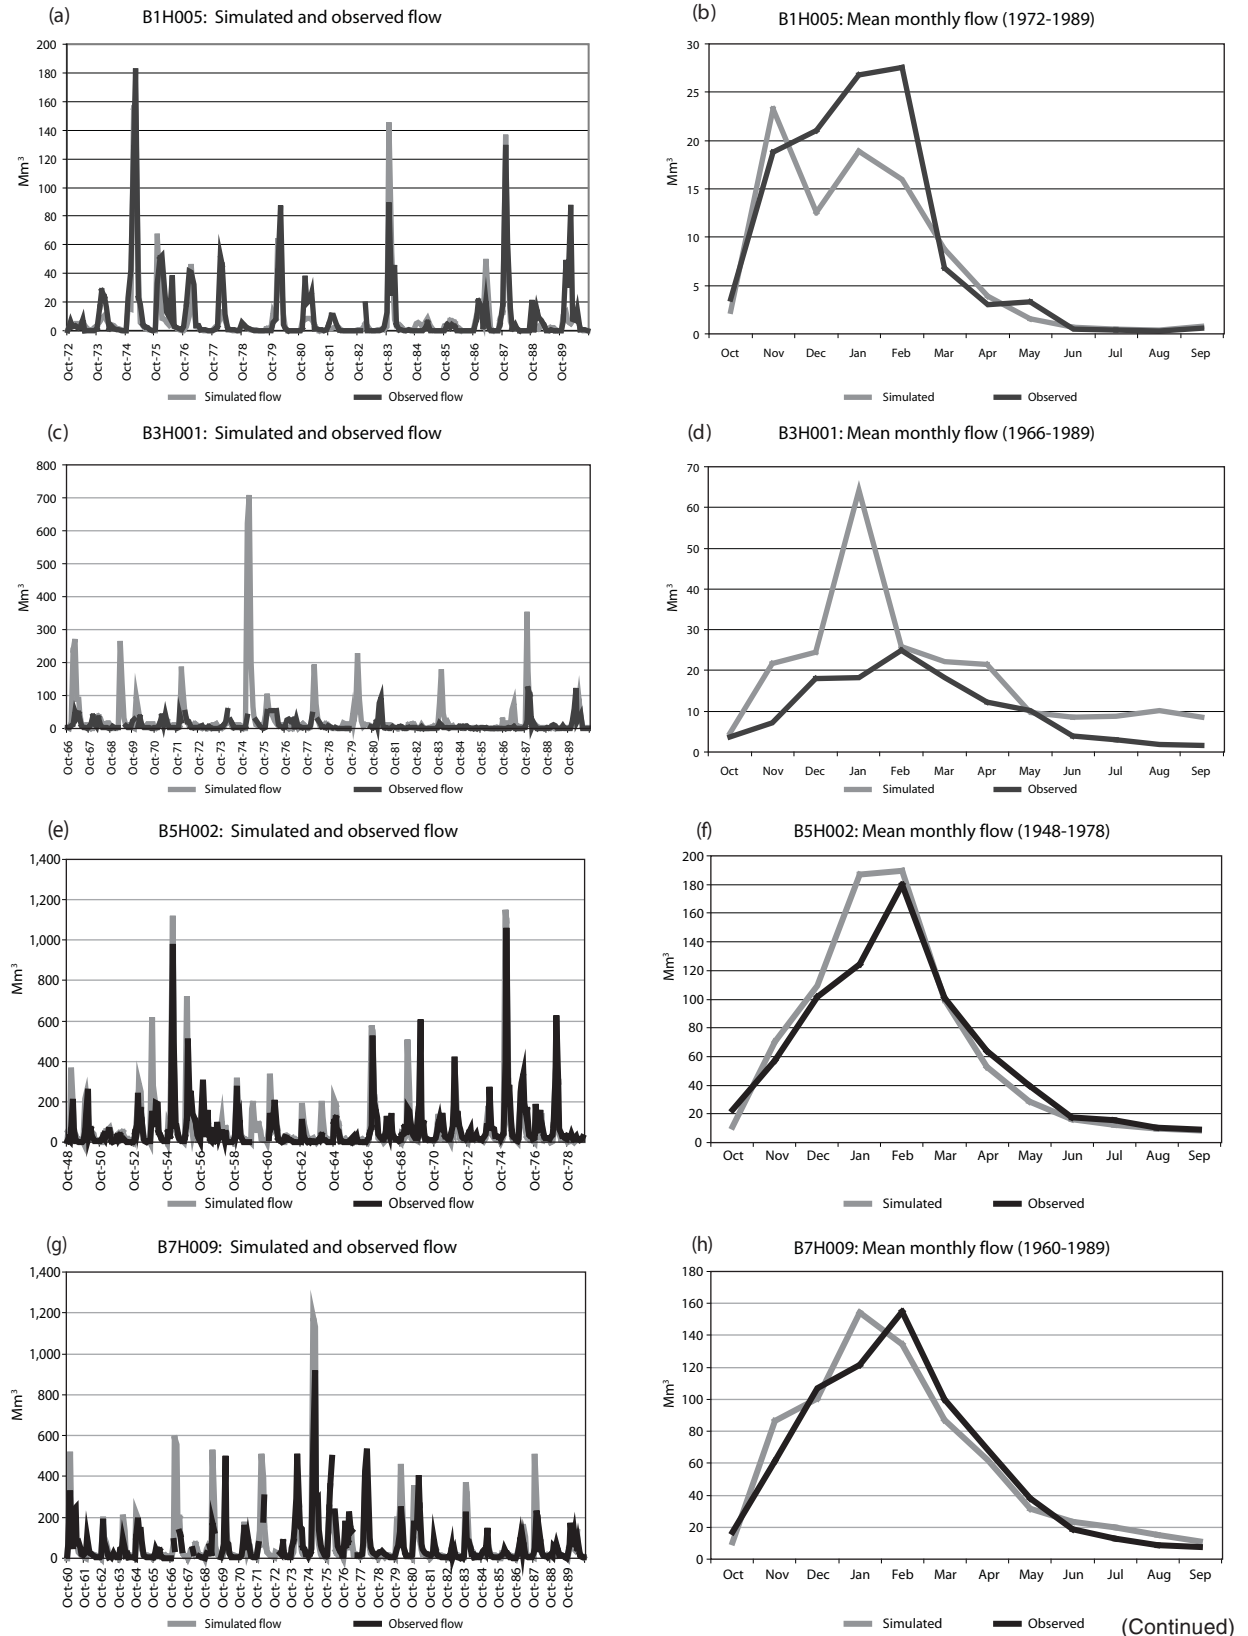 (a)
B1H005: Simulated and observed flow
200
180
160
140
120
100
80
60
40
20
0
Mm³
Oct-72
Oct-73
Oct-74
Oct-75
Oct-76
Oct-77
Oct-78
Oct-79
Oct-80
Oct-81
Oct-82
Oct-83
Oct-84
Oct-85
Oct-86
Oct-87
Oct-88
Oct-89
Simulated flow Observed flow
(b)
B1H005: Mean monthly flow (1972-1989)
30
25
20
15
10
5
0
Mm³
Oct Nov Dec Jan Feb Mar Apr May Jun Jul Aug Sep
Simulated Observed
(c)
B3H001: Simulated and observed flow
800
700
600
500
400
300
200
100
0
Mm³
Oct-66
Oct-67
Oct-68
Oct-69
Oct-70
Oct-71
Oct-72
Oct-73
Oct-74
Oct-75
Oct-76
Oct-77
Oct-78
Oct-79
Oct-80
Oct-81
Oct-82
Oct-83
Oct-84
Oct-85
Oct-86
Oct-87
Oct-88
Oct-89
Simulated flow Observed flow
(d)
B3H001: Mean monthly flow (1966-1989)
70
60
50
40
30
20
10
0
Mm³
Oct Nov Dec Jan Feb Mar Apr May Jun Jul Aug Sep
Simulated Observed
(e)
B5H002: Simulated and observed flow
1,400
1,200
1,000
800
600
400
200
0
Mm³
Oct-48
Oct-50
Oct-52
Oct-54
Oct-56
Oct-58
Oct-60
Oct-62
Oct-64
Oct-66
Oct-68
Oct-70
Oct-72
Oct-74
Oct-76
Oct-78
Simulated flow Observed flow
(f)
B5H002: Mean monthly flow (1948-1978)
200
180
160
140
120
100
80
60
40
20
0
Mm³
Oct Nov Dec Jan Feb Mar Apr May Jun Jul Aug Sep
Simulated Observed
(g)
B7H009: Simulated and observed flow
1,400
1,200
1,000
800
600
400
200
0
Mm³
Oct-60
Oct-61
Oct-62
Oct-63
Oct-64
Oct-65
Oct-66
Oct-67
Oct-68
Oct-69
Oct-70
Oct-71
Oct-72
Oct-73
Oct-74
Oct-75
Oct-76
Oct-77
Oct-78
Oct-79
Oct-80
Oct-81
Oct-82
Oct-83
Oct-84
Oct-85
Oct-86
Oct-87
Oct-88
Oct-89
Simulated flow Observed flow
(h)
B7H009: Mean monthly flow (1960-1989)
180
160
140
120
100
80
60
40
20
0
Mm³
Oct Nov Dec Jan Feb Mar Apr May Jun Jul Aug Sep
Simulated Observed
(Continued)